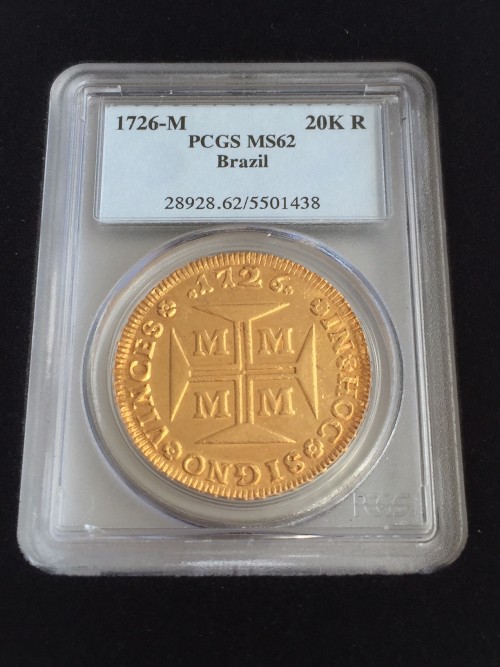 1726-M 20K R
PCGS MS62
Brazil
28928.62/5501438
.1726.
IN HOC SIGNO VINCES
M M
M M
PCGS